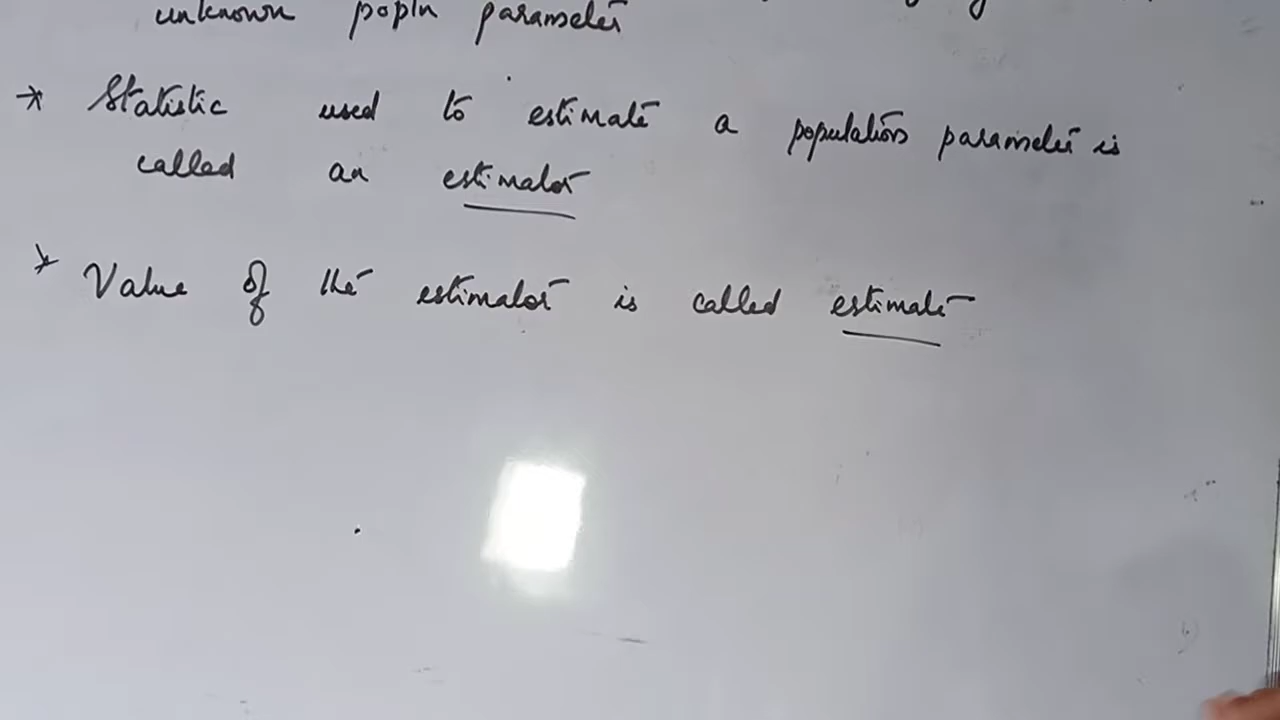 unknown popln parameter
* Statistic used to estimate a population parameter is
called an estimator
* Value of the estimator is called estimate